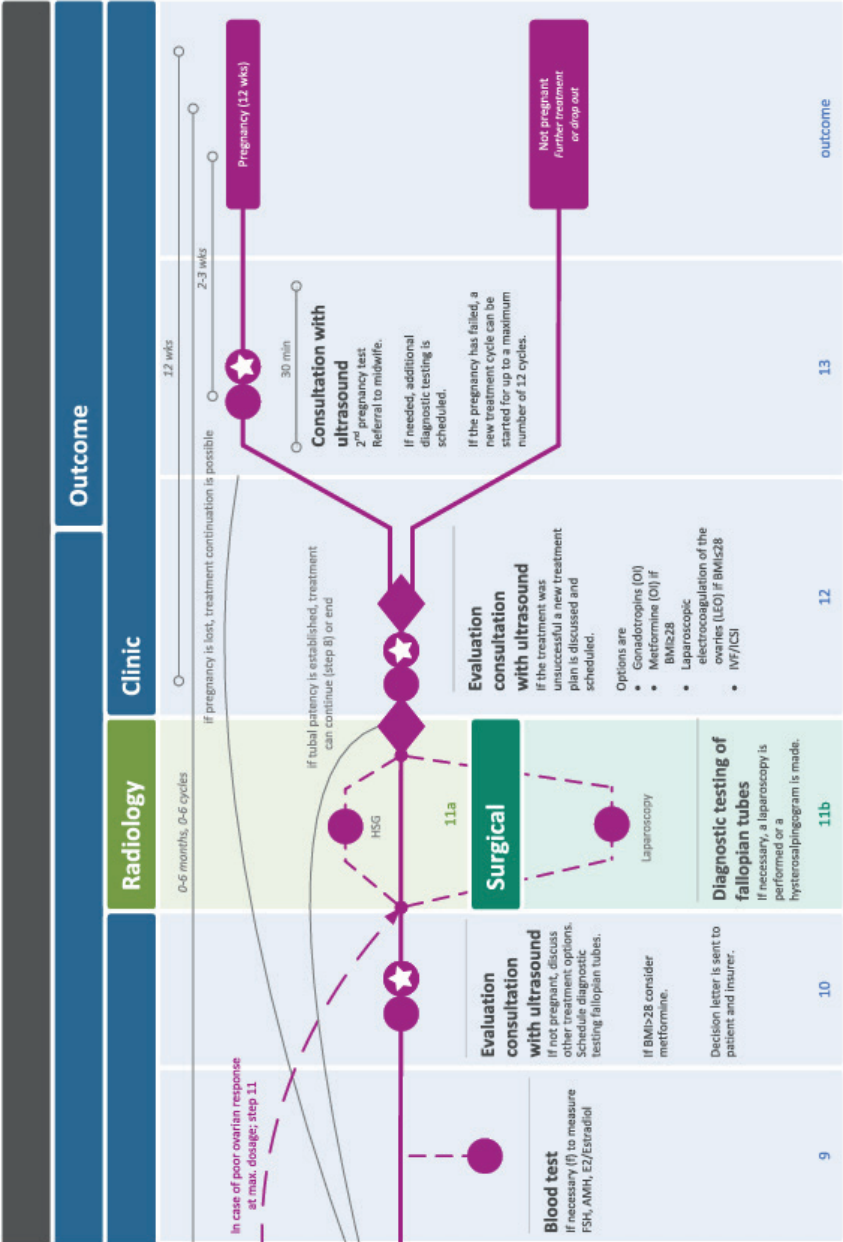 Outcome
Radiology
Clinic
12 wks
0-6 months, 0-6 cycles
2-3 wks
if pregnancy is lost, treatment continuation is possible
In case of poor ovarian response
at max. dosage; step 11
if tubal patency is established, treatment
can continue (step 8) or end
HSG
11a
Surgical
Laparoscopy
30 min
Pregnancy (12 wks)
Not pregnant
Further treatment
or drop out
Blood test
If necessary (f) to measure
FSH, AMH, E2/Estradiol
9
Evaluation
consultation
with ultrasound
If not pregnant, discuss
other treatment options.
Schedule diagnostic
testing fallopian tubes.
If BMI>28 consider
metformine.
Decision letter is sent to
patient and insurer.
10
Diagnostic testing of
fallopian tubes
If necessary, a laparoscopy is
performed or a
hysterosalpingogram is made.
11b
Evaluation
consultation
with ultrasound
If the treatment was
unsuccessful a new treatment
plan is discussed and
scheduled.
Options are
• Gonadotropins (OI)
• Metformine (OI) if
BMI≥28
• Laparoscopic
electrocoagulation of the
ovaries (LEO) if BMI≤28
• IVF/ICSI
12
Consultation with
ultrasound
2nd pregnancy test
Referral to midwife.
If needed, additional
diagnostic testing is
scheduled.
If the pregnancy has failed, a
new treatment cycle can be
started for up to a maximum
number of 12 cycles.
13
outcome